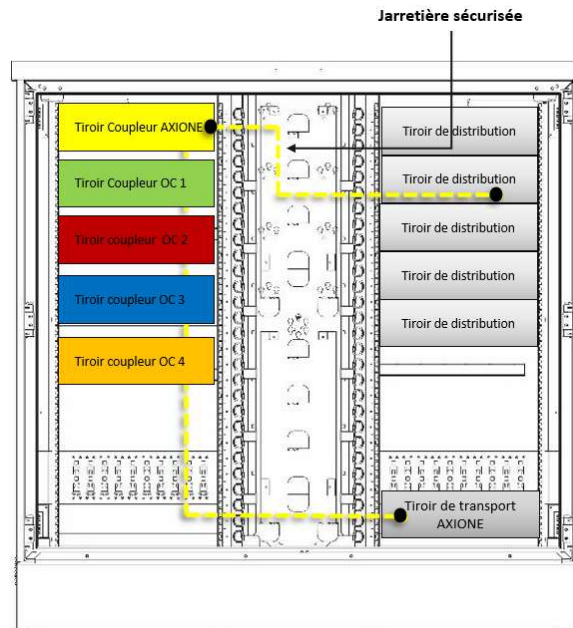 Jarretière sécurisée
Tiroir Coupleur AXIONE
Tiroir Coupleur OC 1
Tiroir coupleur OC 2
Tiroir coupleur OC 3
Tiroir coupleur OC 4
Tiroir de distribution
Tiroir de distribution
Tiroir de distribution
Tiroir de distribution
Tiroir de distribution
Tiroir de transport
AXIONE